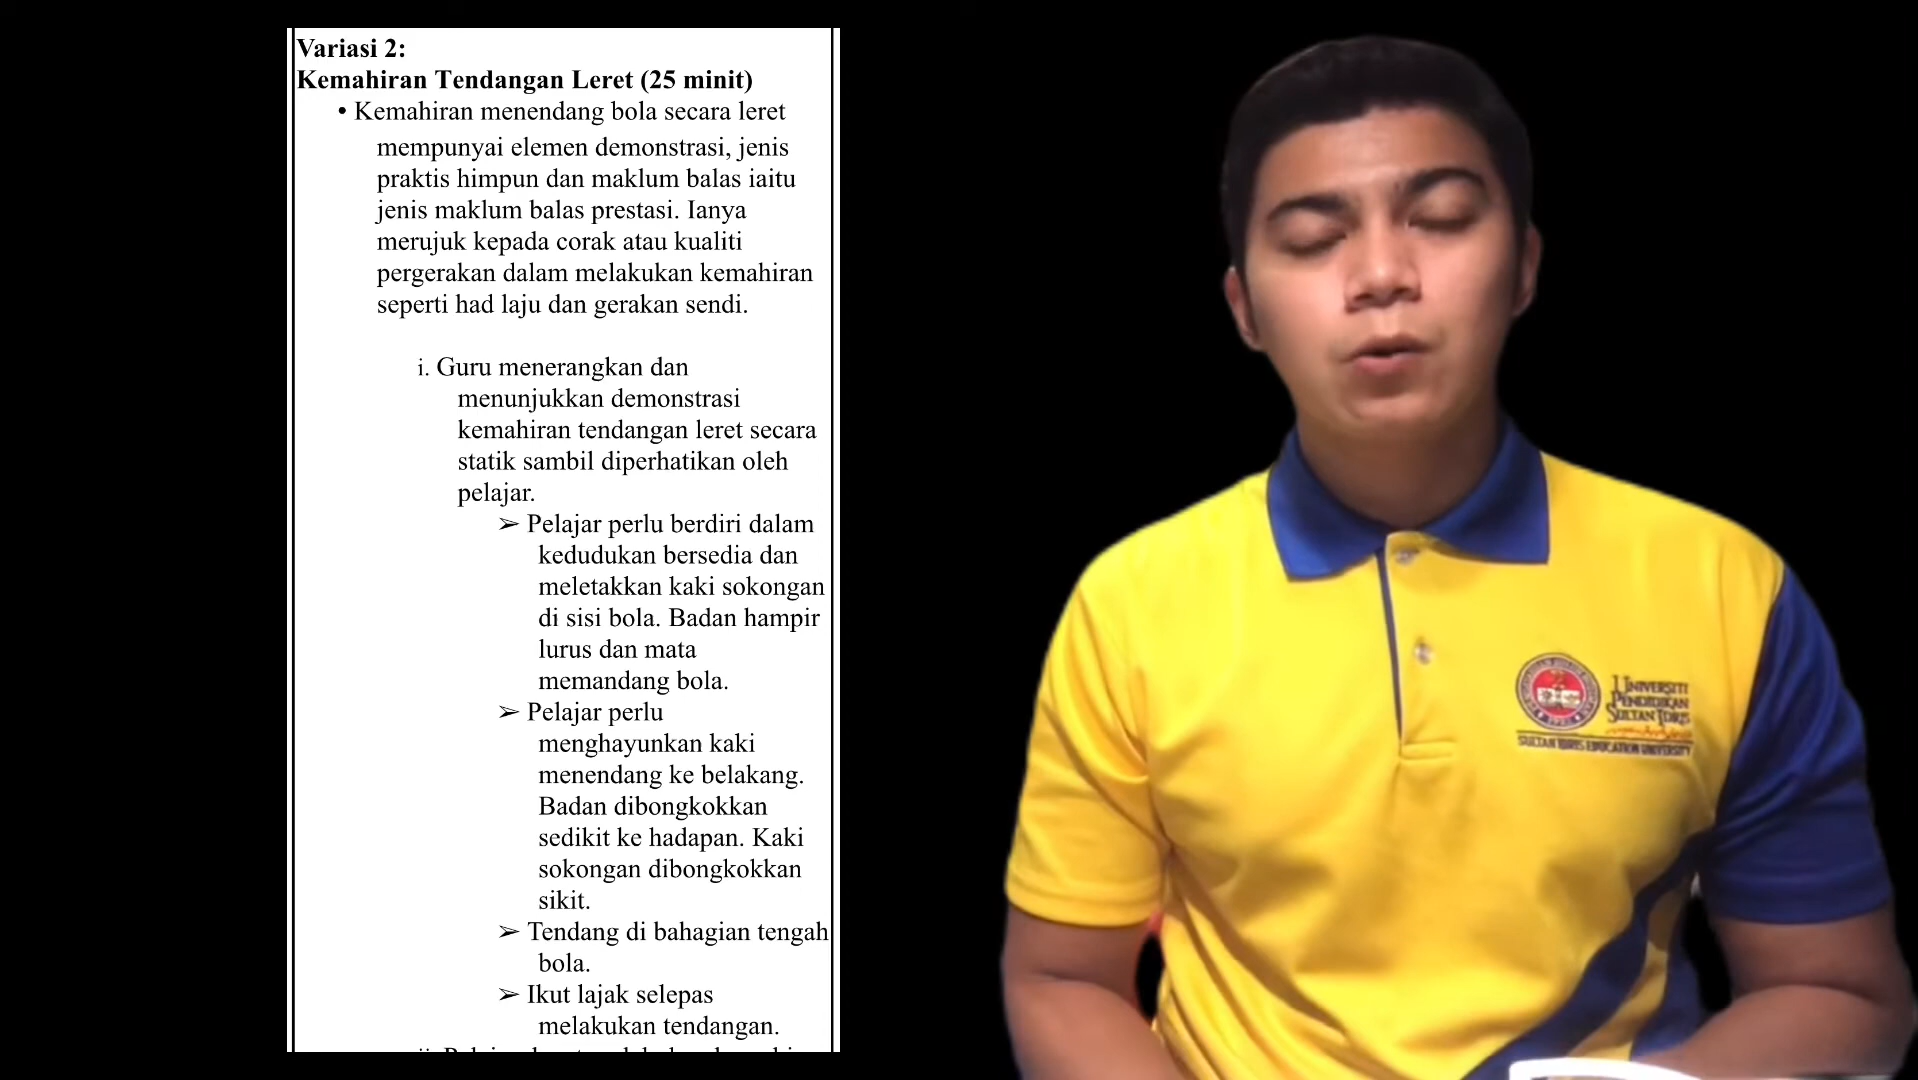 Variasi 2:
Kemahiran Tendangan Leret (25 minit)
• Kemahiran menendang bola secara leret
mempunyai elemen demonstrasi, jenis
praktis himpun dan maklum balas iaitu
jenis maklum balas prestasi. Ianya
merujuk kepada corak atau kualiti
pergerakan dalam melakukan kemahiran
seperti had laju dan gerakan sendi.
i. Guru menerangkan dan
menunjukkan demonstrasi
kemahiran tendangan leret secara
statik sambil diperhatikan oleh
pelajar.
➢ Pelajar perlu berdiri dalam
kedudukan bersedia dan
meletakkan kaki sokongan
di sisi bola. Badan hampir
lurus dan mata
memandang bola.
➢ Pelajar perlu
menghayunkan kaki
menendang ke belakang.
Badan dibongkokkan
sedikit ke hadapan. Kaki
sokongan dibongkokkan
sikit.
➢ Tendang di bahagian tengah
bola.
➢ Ikut lajak selepas
melakukan tendangan.
UNIVERSITI
PENDIDIKAN
SULTAN IDRIS
SULTAN IDRIS EDUCATION UNIVERSITY